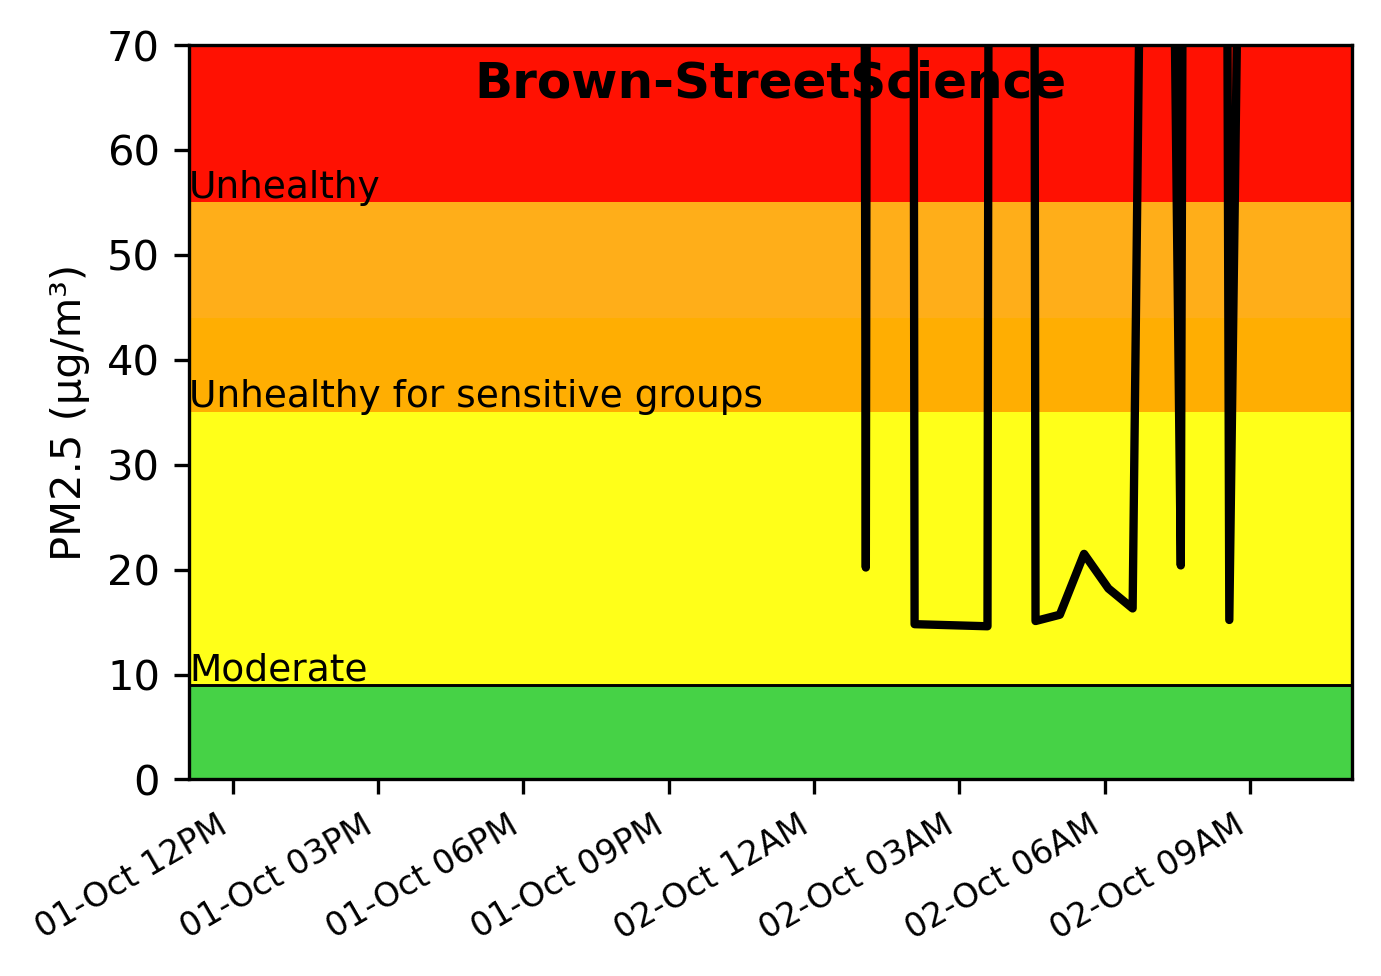 Brown-StreetScience
PM2.5 (µg/m³)
70
60
50
40
30
20
10
0
Unhealthy
Unhealthy for sensitive groups
Moderate
01-Oct 12PM
01-Oct 03PM
01-Oct 06PM
01-Oct 09PM
02-Oct 12AM
02-Oct 03AM
02-Oct 06AM
02-Oct 09AM